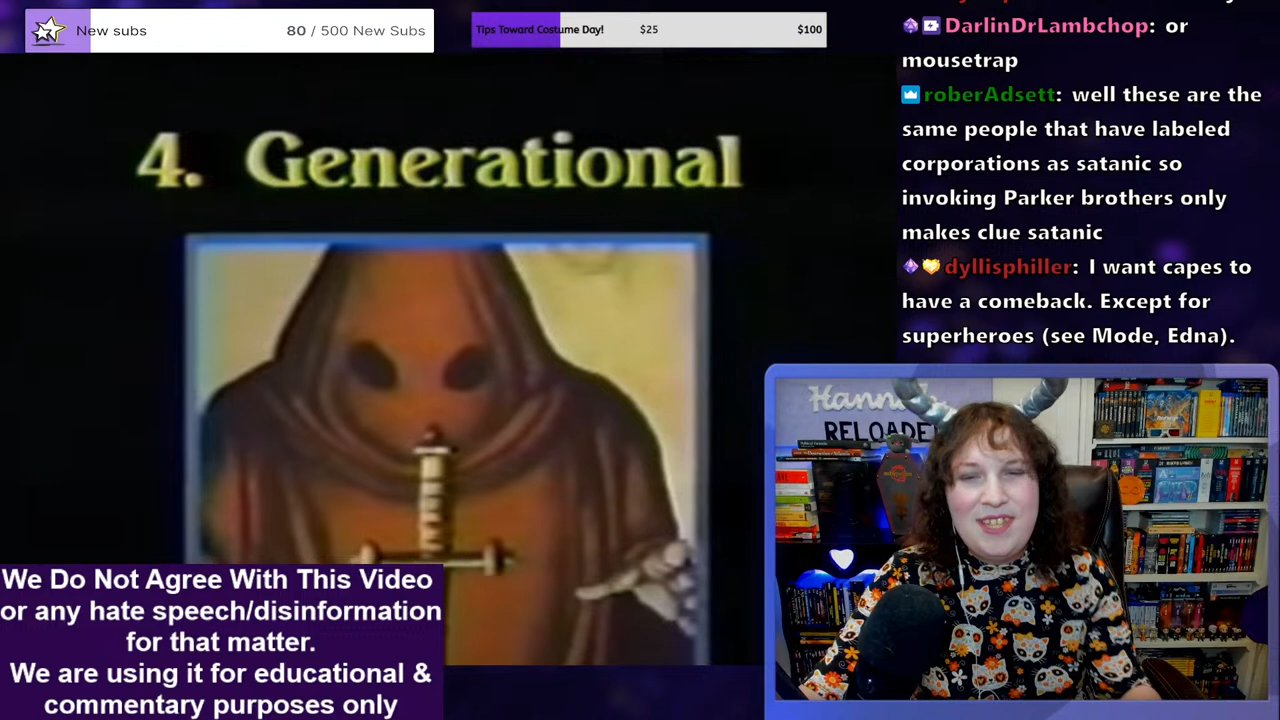 New subs
80 / 500 New Subs
Tips Toward Costume Day!
$25
$100
DarlinDrLambchop: or
mousetrap
roberAdsett: well these are the
same people that have labeled
corporations as satanic so
invoking Parker brothers only
makes clue satanic
dyllisphiller: I want capes to
have a comeback. Except for
superheroes (see Mode, Edna).
4. Generational
Hannah
RELOADED
We Do Not Agree With This Video
or any hate speech/disinformation
for that matter.
We are using it for educational &
commentary purposes only